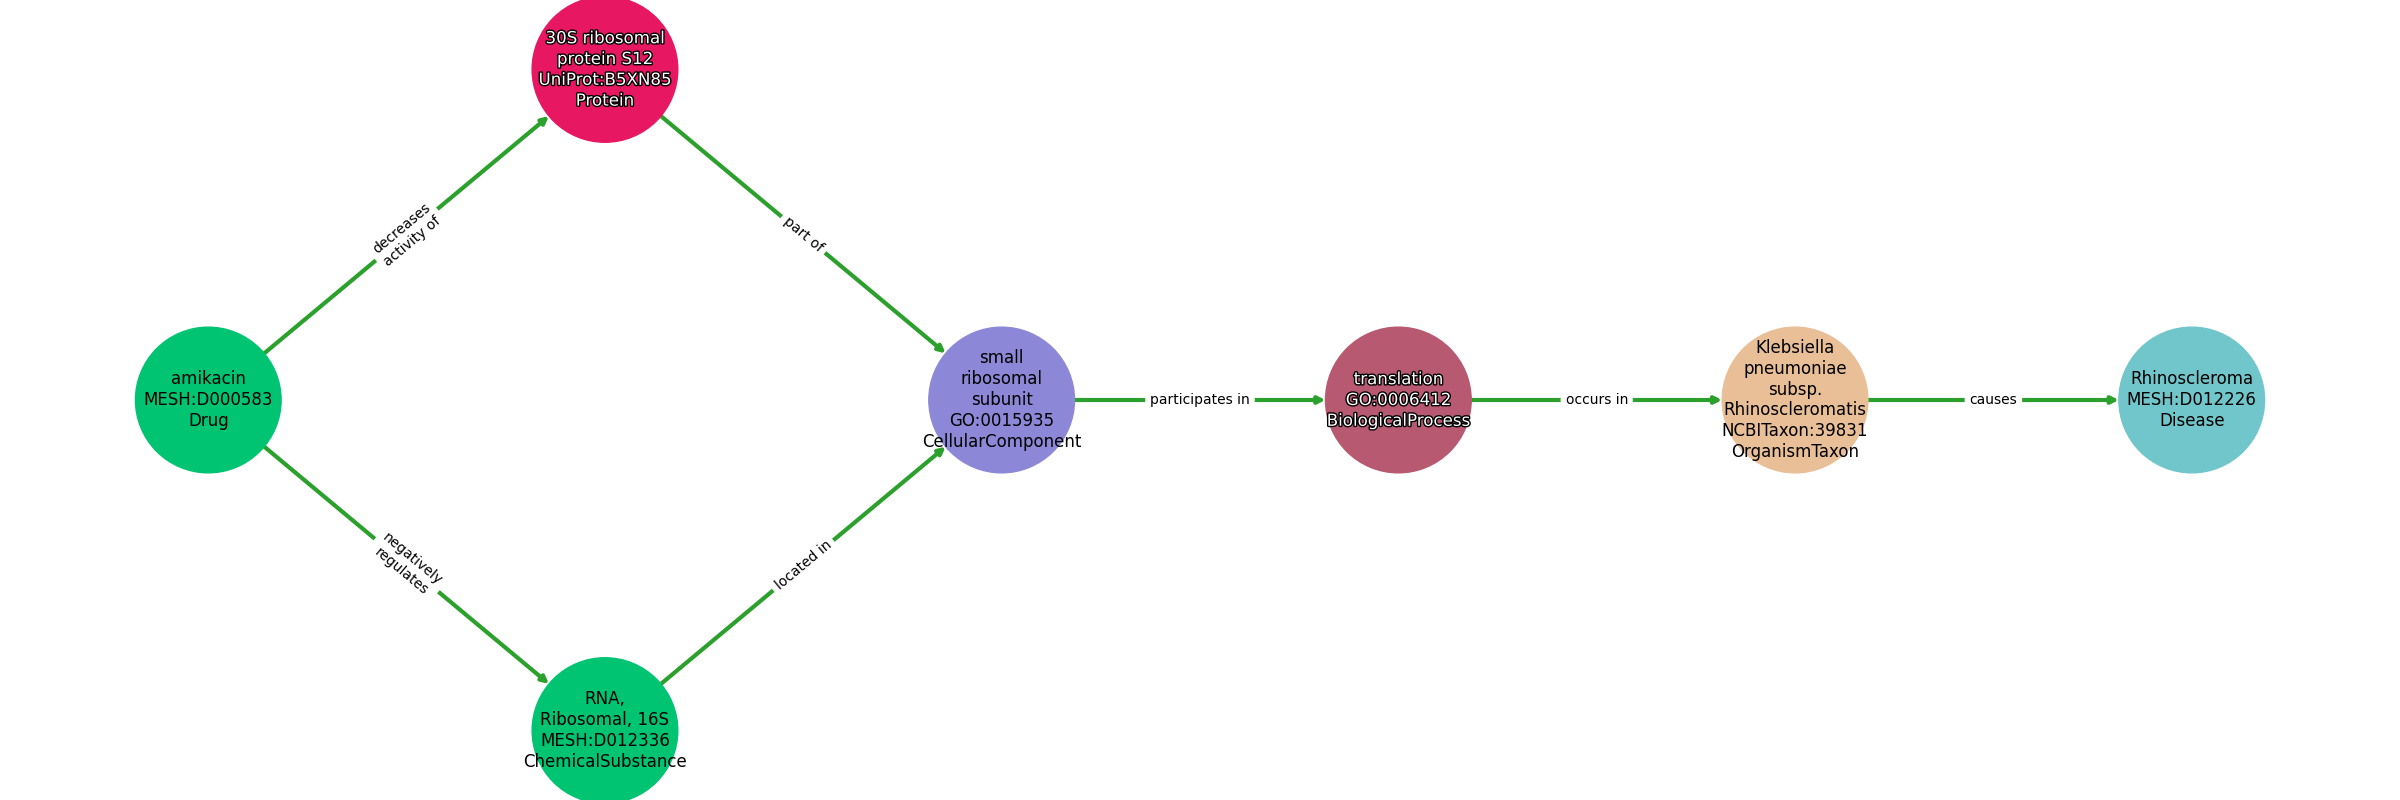 30S ribosomal
protein S12
UniProt:B5XN85
Protein
decreases
activity of
part of
amikacin
MESH:D000583
Drug
small
ribosomal
subunit
GO:0015935
CellularComponent
participates in
translation
GO:0006412
BiologicalProcess
occurs in
Klebsiella
pneumoniae
subsp.
Rhinoscleromatis
NCBITaxon:39831
OrganismTaxon
causes
Rhinoscleroma
MESH:D012226
Disease
negatively
regulates
located in
RNA,
Ribosomal, 16S
MESH:D012336
ChemicalSubstance